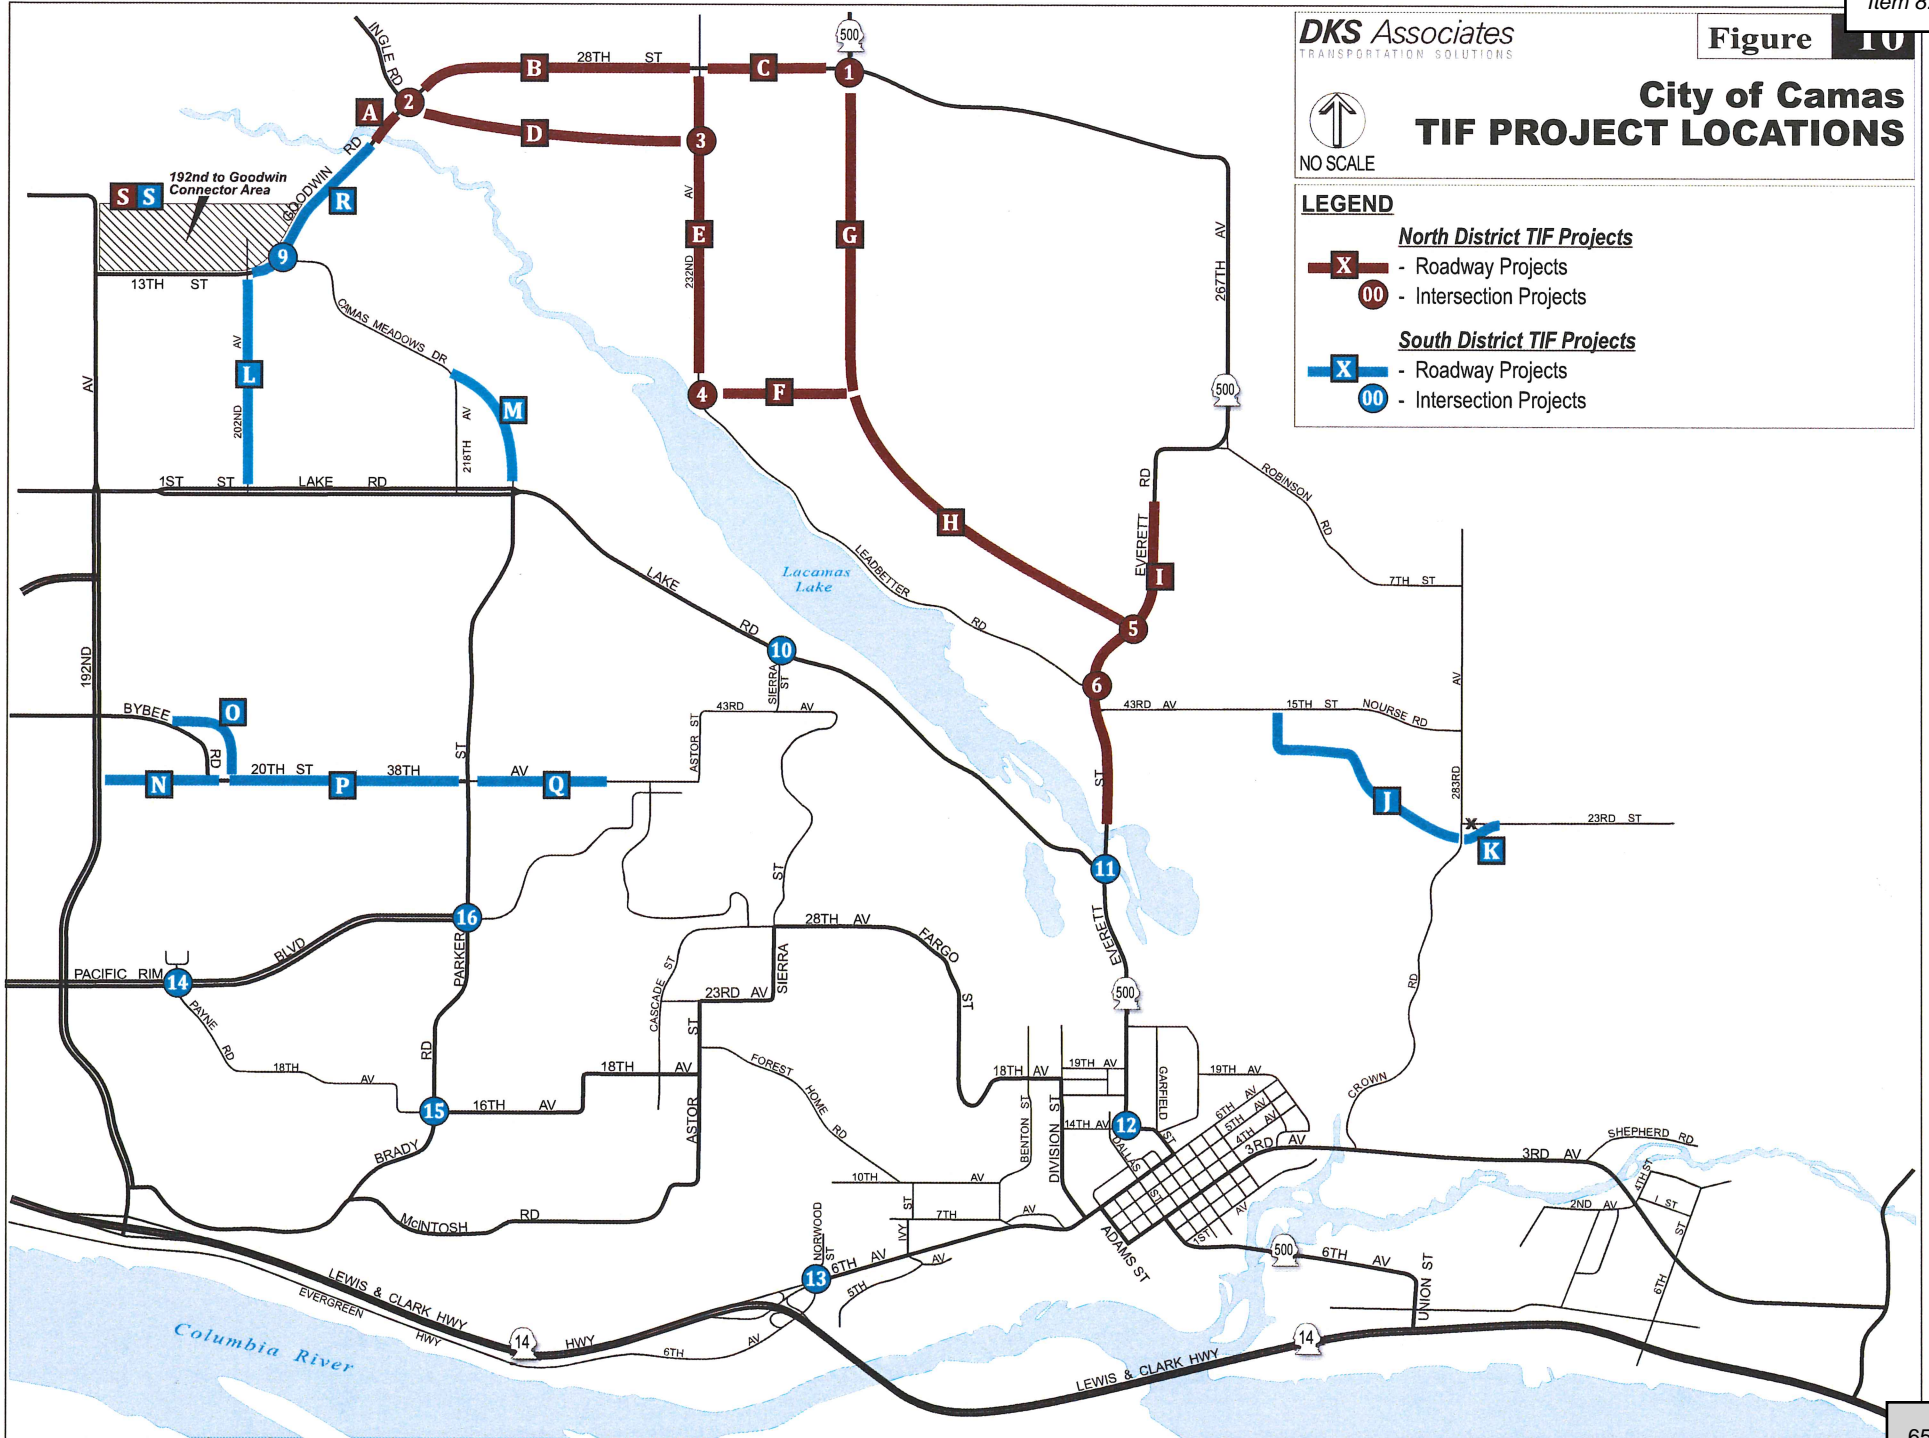 Item 8.
DKS Associates
TRANSPORTATION SOLUTIONS
Figure 10
City of Camas
TIF PROJECT LOCATIONS
NO SCALE
LEGEND
North District TIF Projects
X - Roadway Projects
00 - Intersection Projects
South District TIF Projects
X - Roadway Projects
00 - Intersection Projects
INGLE RD
500
28TH ST
B
C
1
2
A
D
3
RD
GOODWIN
R
S S
192nd to Goodwin
Connector Area
9
13TH ST
AV
E
232ND
G
267TH AV
CAMAS MEADOWS DR
AV
L
202ND
AV
M
218TH
4
F
500
1ST ST LAKE RD
H
RD
EVERETT
I
ROBINSON
RD
7TH ST
LAKE
RD
Lacamas
Lake
LEADBETTER
RD
5
6
10
SIERRA
ST
192ND
AV
BYBEE
RD
O
N
20TH ST
P
38TH
AV
Q
ST
ASTOR ST
43RD AV
43RD AV
15TH ST
NOURSE RD
AV
283RD
J
X
K
23RD ST
ST
11
EVERETT
500
16
PACIFIC RIM
BLVD
14
PARKER
RD
PAYNE
RD
18TH
AV
15
16TH AV
18TH AV
BRADY
McINTOSH RD
CASCADE ST
23RD AV
ST
ASTOR
SIERRA
ST
28TH AV
FARGO
ST
FOREST
HOME
RD
18TH AV
BENTON ST
DIVISION ST
19TH AV
14TH AV
12
DALLAS
ST
GARFIELD
ST
19TH AV
6TH AV
5TH AV
4TH AV
3RD AV
1ST
AV
ADAMS ST
10TH AV
7TH AV
ST
IVY
NORWOOD
ST
13
6TH AV
5TH
AV
CROWN
RD
3RD AV
SHEPHERD RD
4TH ST
I ST
2ND AV
ST
6TH
500
6TH AV
UNION ST
LEWIS & CLARK HWY
EVERGREEN
HWY
14
HWY
6TH
AV
Columbia River
LEWIS & CLARK HWY
14
65